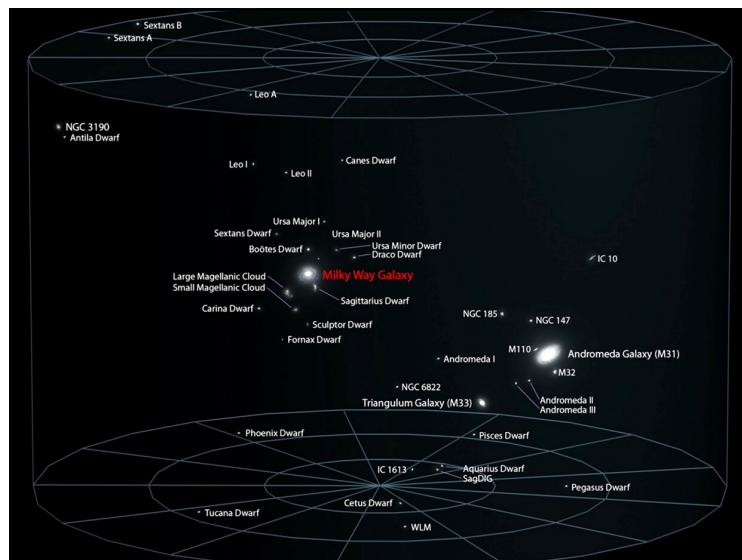 Sextans B
Sextans A
Leo A
NGC 3190
Antila Dwarf
Leo I
Leo II
Canes Dwarf
Ursa Major I
Sextans Dwarf
Ursa Major II
Boötes Dwarf
Ursa Minor Dwarf
Draco Dwarf
IC 10
Large Magellanic Cloud
Milky Way Galaxy
Small Magellanic Cloud
Sagittarius Dwarf
Carina Dwarf
NGC 185
NGC 147
Sculptor Dwarf
Fornax Dwarf
M110
Andromeda Galaxy (M31)
Andromeda I
M32
NGC 6822
Andromeda II
Triangulum Galaxy (M33)
Andromeda III
Phoenix Dwarf
Pisces Dwarf
IC 1613
Aquarius Dwarf
SagDIG
Pegasus Dwarf
Cetus Dwarf
Tucana Dwarf
WLM